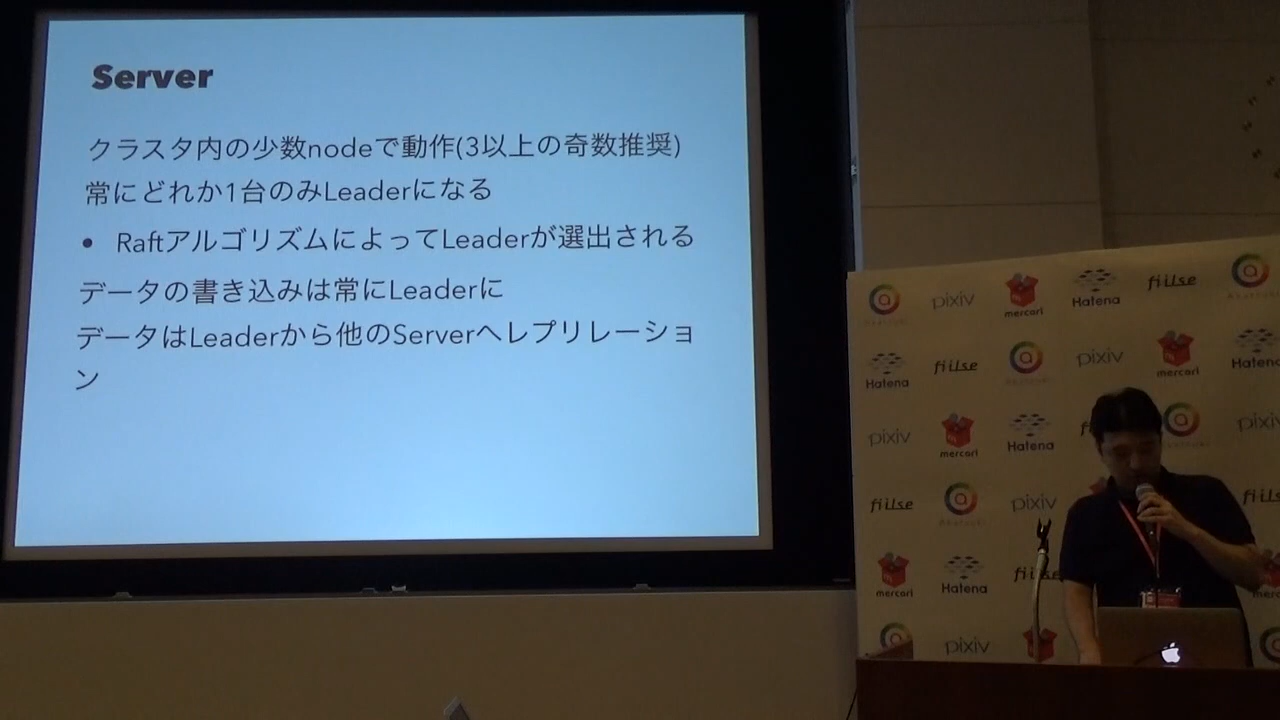 Server
クラスタ内の少数nodeで動作(3以上の奇数推奨)
常にどれか1台のみLeaderになる
• RaftアルゴリズムによってLeaderが選出される
データの書き込みは常にLeaderに
データはLeaderから他のServerへレプリレーショ
ン
pixiv mercari Hatena fiilse
Hatena fiilse pixiv mercari Hatena
pixiv mercari Hatena pixiv
fiilse pixiv fiilse
mercari Hatena fiilse
pixiv